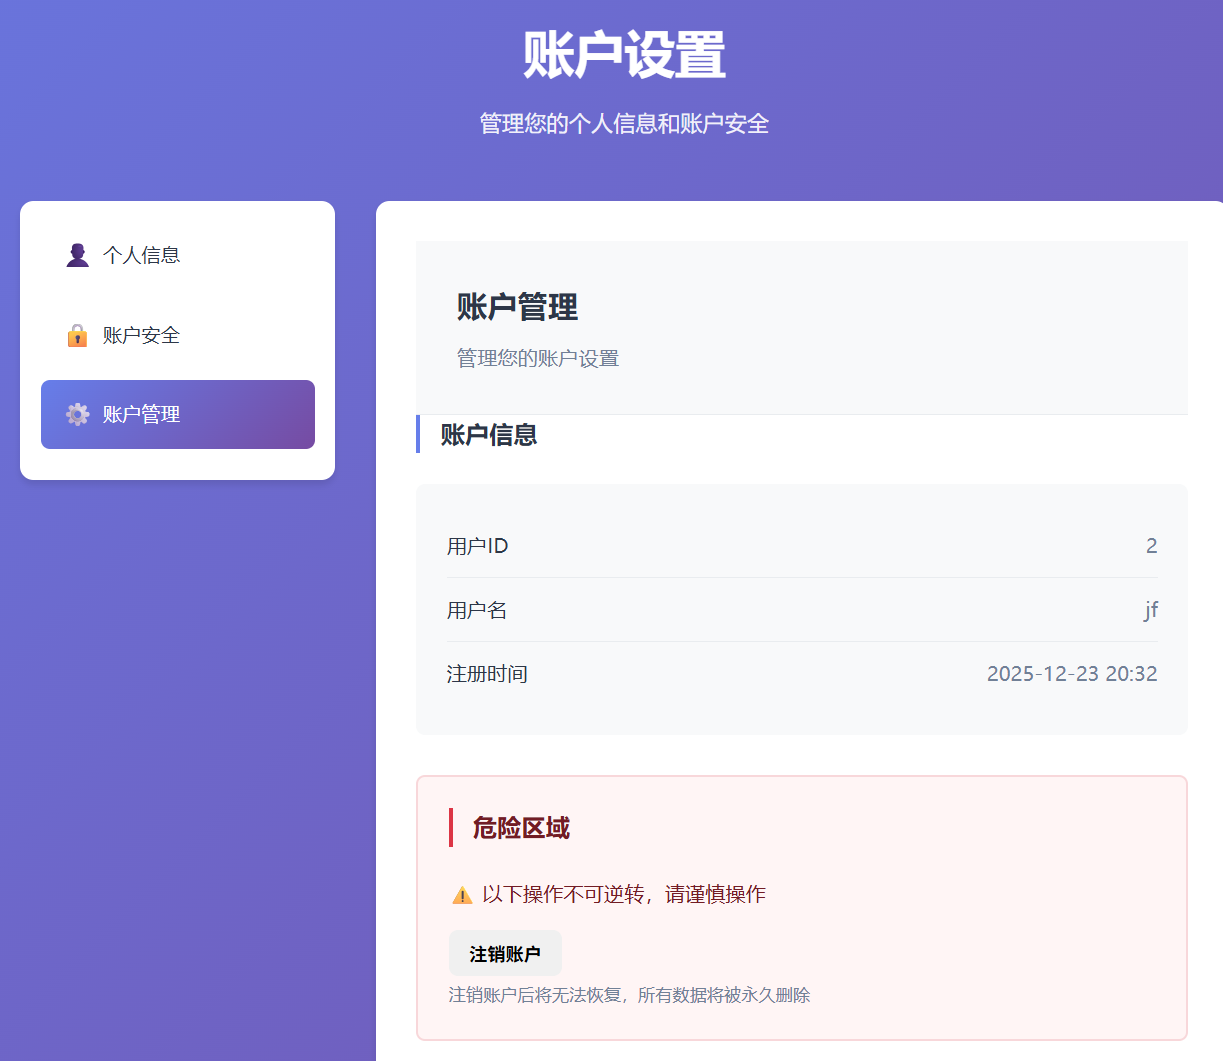 账户设置
管理您的个人信息和账户安全
个人信息
账户安全
账户管理
账户管理
管理您的账户设置
账户信息
用户ID 2
用户名 jf
注册时间 2025-12-23 20:32
危险区域
以下操作不可逆转，请谨慎操作
注销账户
注销账户后将无法恢复，所有数据将被永久删除